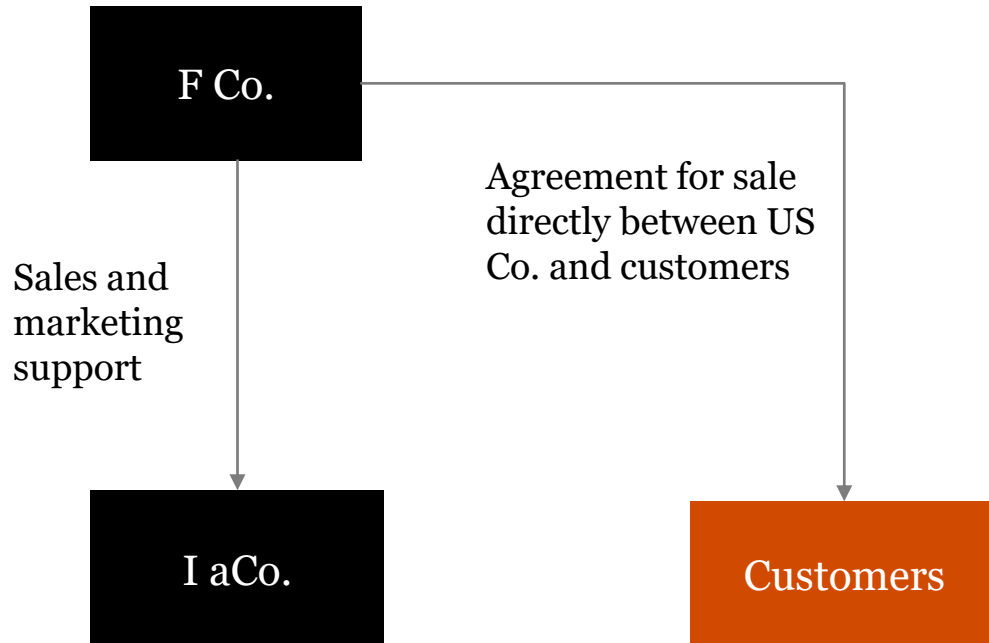 F Co.
Agreement for sale
directly between US
Co. and customers
Sales and
marketing
support
I aCo.
Customers